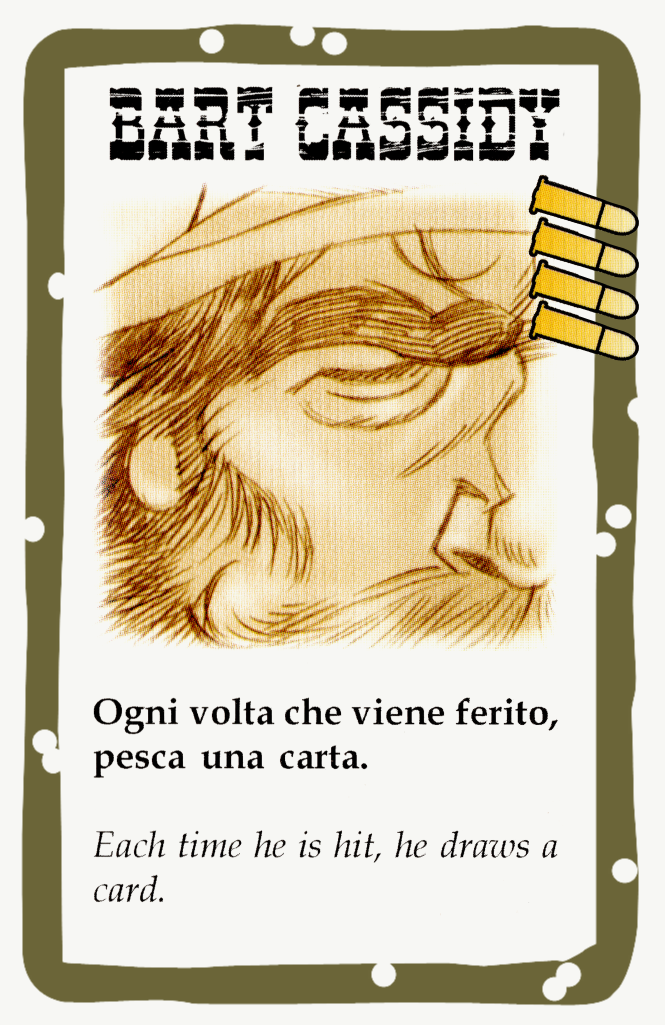 BART CASSIDY
Ogni volta che viene ferito,
pesca una carta.
Each time he is hit, he draws a
card.